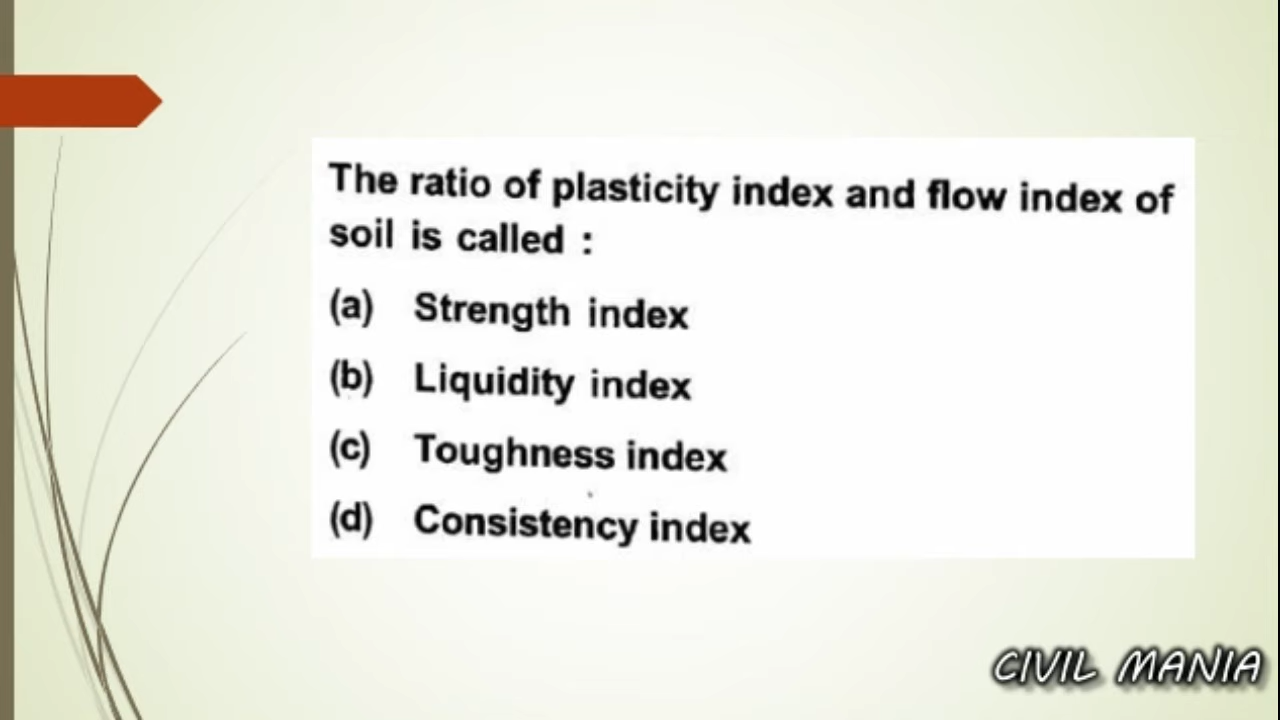 The ratio of plasticity index and flow index of
soil is called :
(a) Strength index
(b) Liquidity index
(c) Toughness index
(d) Consistency index
CIVIL MANIA